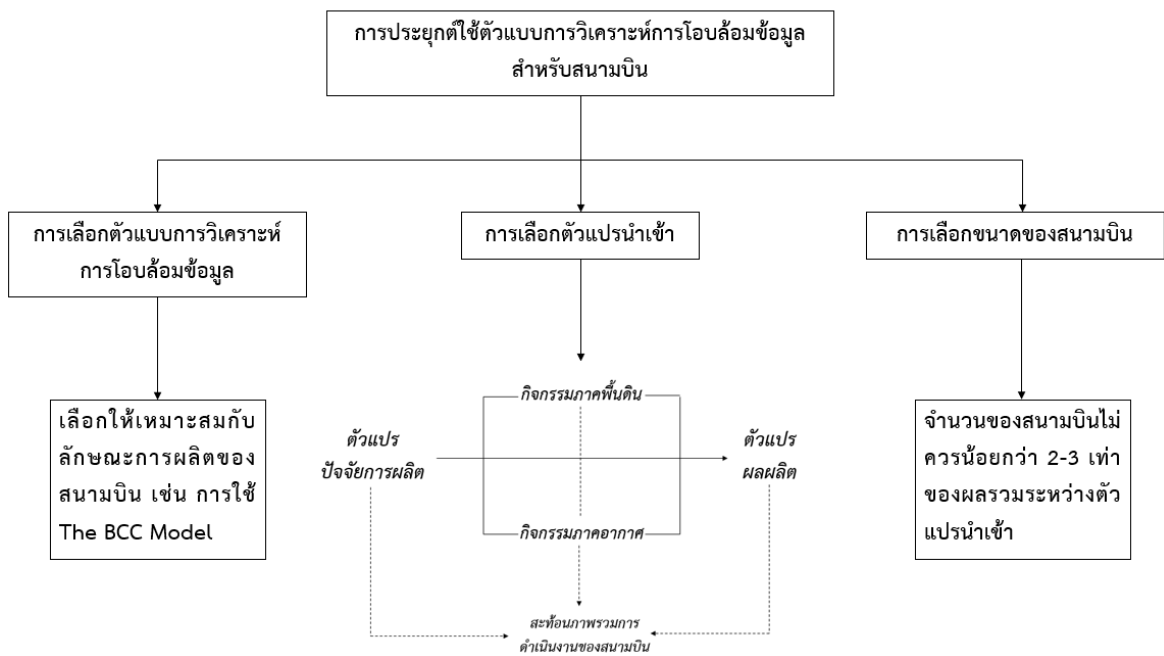 การประยุกต์ใช้ตัวแบบการวิเคราะห์การโอบล้อมข้อมูล
สำหรับสนามบิน
การเลือกตัวแบบการวิเคราะห์
การโอบล้อมข้อมูล
การเลือกตัวแปรนำเข้า
การเลือกขนาดของสนามบิน
เลือกให้เหมาะสมกับ
ลักษณะการผลิตของ
สนามบิน เช่น การใช้
The BCC Model
กิจกรรมภาคพื้นดิน
ตัวแปร
ปัจจัยการผลิต
ตัวแปร
ผลผลิต
กิจกรรมภาคอากาศ
สะท้อนภาพรวมการ
ดำเนินงานของสนามบิน
จำนวนของสนามบินไม่
ควรน้อยกว่า 2-3 เท่า
ของผลรวมระหว่างตัว
แปรนำเข้า